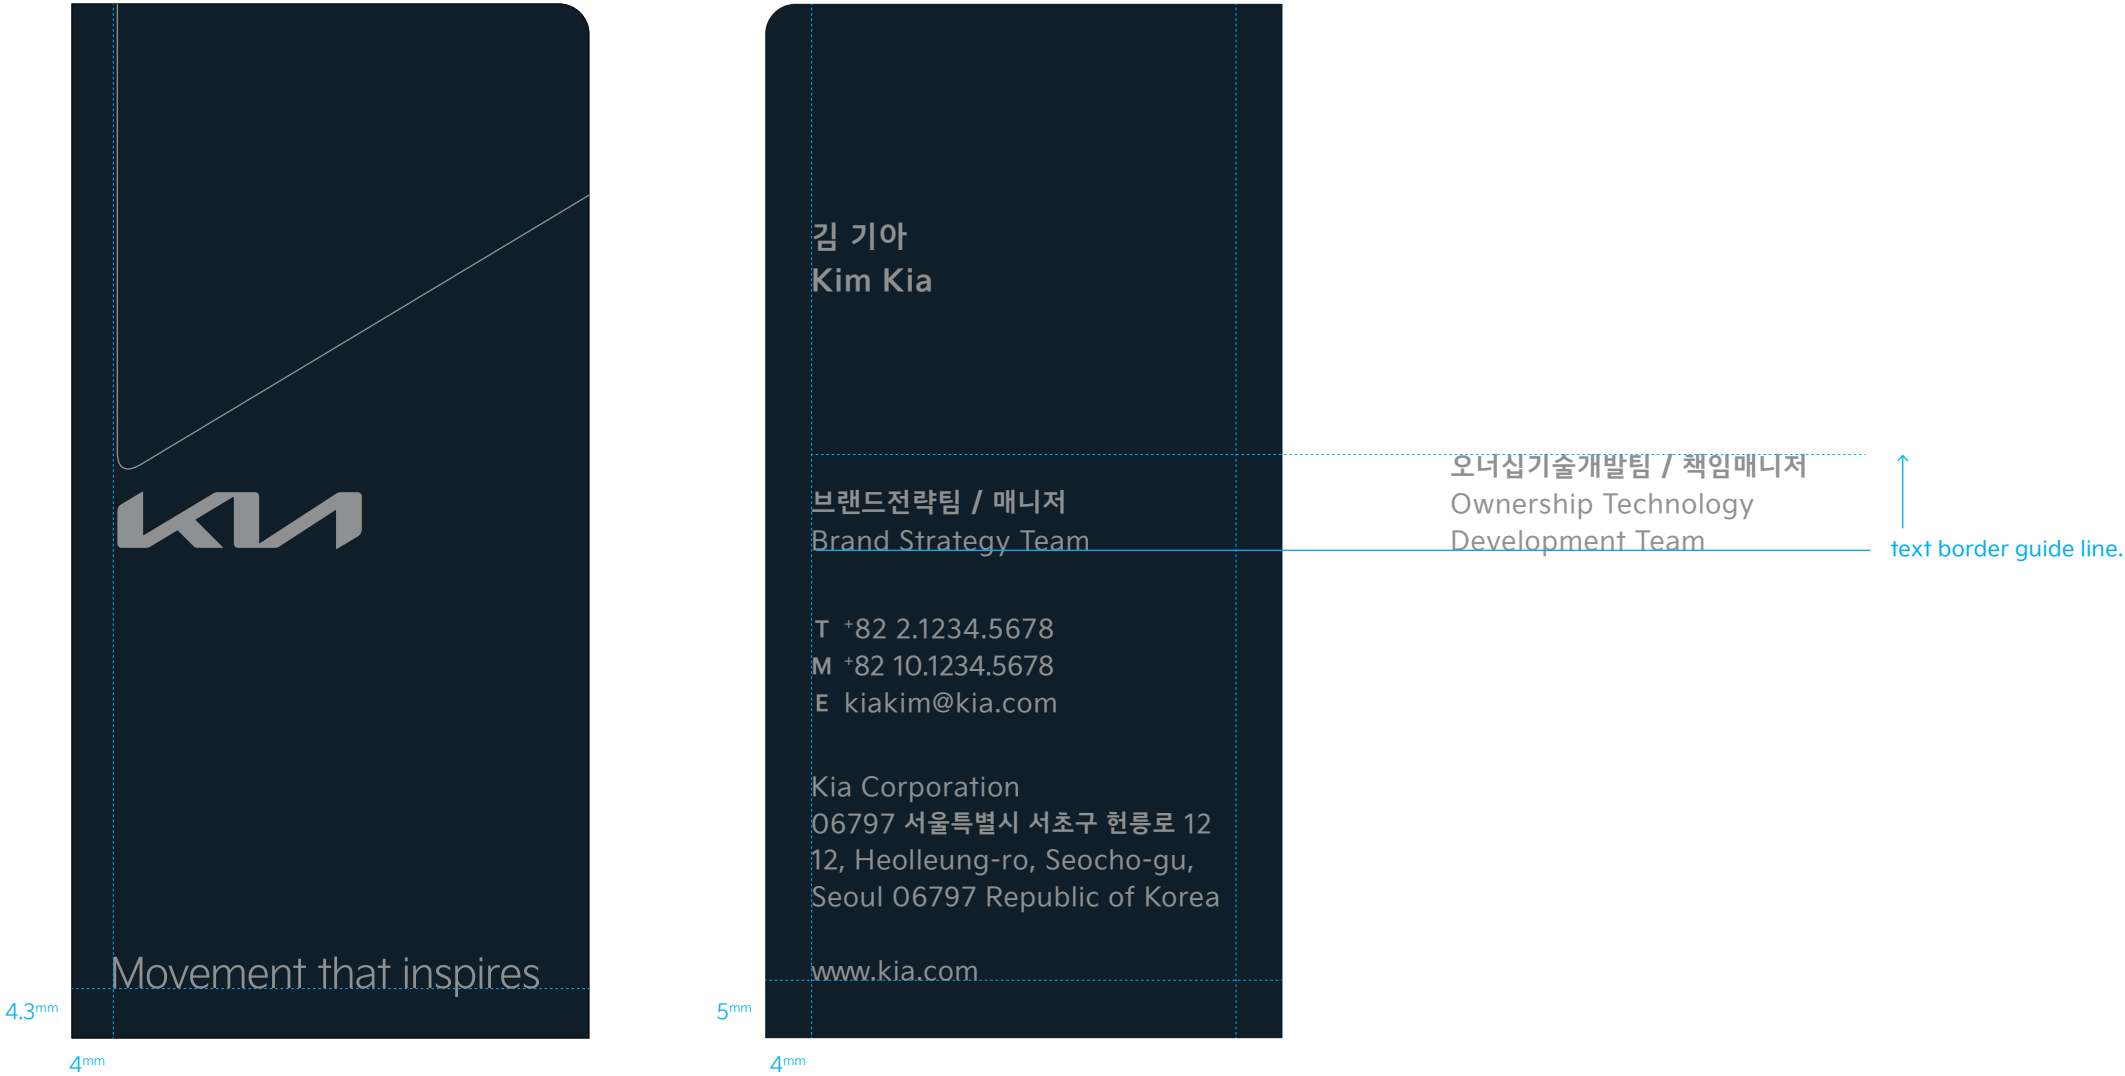 KIA
Movement that inspires
4.3mm
4mm
김 기아
Kim Kia
브랜드전략팀 / 매니저
Brand Strategy Team
T +82 2.1234.5678
M +82 10.1234.5678
E kiakim@kia.com
Kia Corporation
06797 서울특별시 서초구 헌릉로 12
12, Heolleung-ro, Seocho-gu,
Seoul 06797 Republic of Korea
www.kia.com
5mm
4mm
오너십기술개발팀 / 책임매니저
Ownership Technology
Development Team
text border guide line.